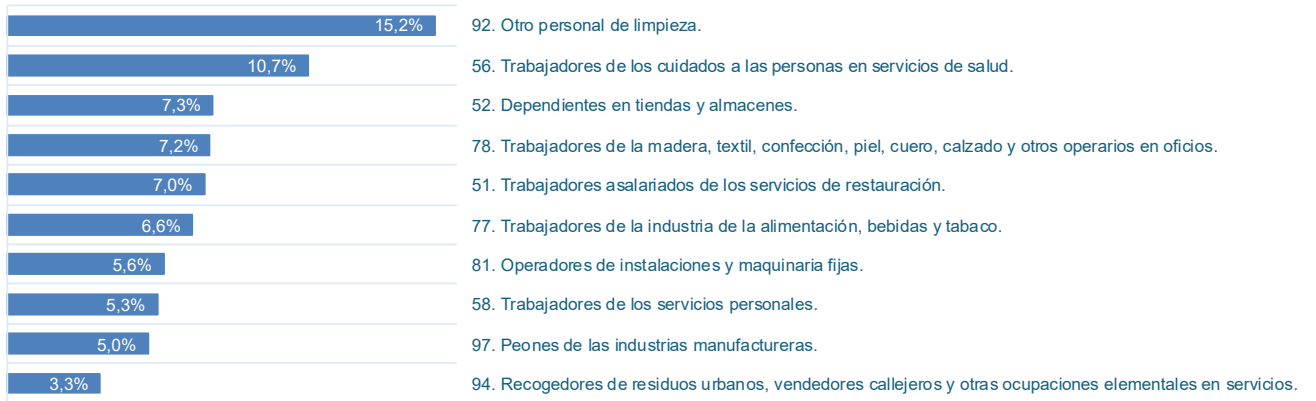 15,2% 92. Otro personal de limpieza.
10,7% 56. Trabajadores de los cuidados a las personas en servicios de salud.
7,3% 52. Dependientes en tiendas y almacenes.
7,2% 78. Trabajadores de la madera, textil, confección, piel, cuero, calzado y otros operarios en oficios.
7,0% 51. Trabajadores asalariados de los servicios de restauración.
6,6% 77. Trabajadores de la industria de la alimentación, bebidas y tabaco.
5,6% 81. Operadores de instalaciones y maquinaria fijas.
5,3% 58. Trabajadores de los servicios personales.
5,0% 97. Peones de las industrias manufactureras.
3,3% 94. Recogedores de residuos urbanos, vendedores callejeros y otras ocupaciones elementales en servicios.